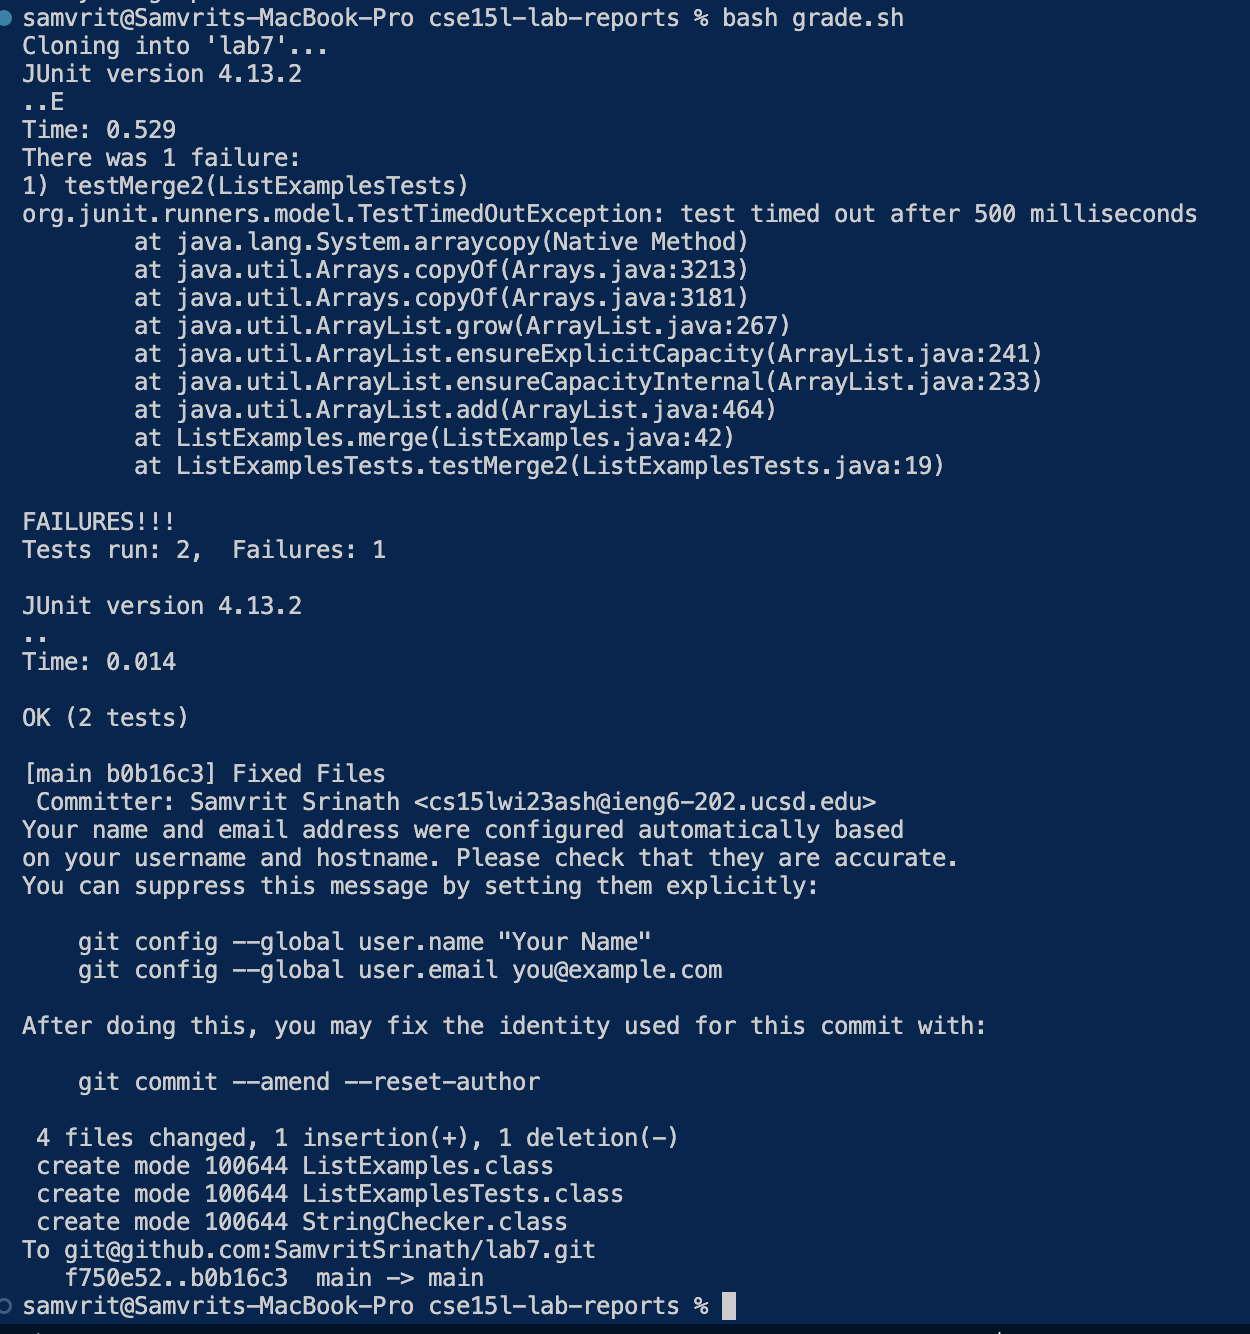 samvrit@Samvrits-MacBook-Pro cse15l-lab-reports % bash grade.sh
Cloning into 'lab7'...
JUnit version 4.13.2
..E
Time: 0.529
There was 1 failure:
1) testMerge2(ListExamplesTests)
org.junit.runners.model.TestTimedOutException: test timed out after 500 milliseconds
        at java.lang.System.arraycopy(Native Method)
        at java.util.Arrays.copyOf(Arrays.java:3213)
        at java.util.Arrays.copyOf(Arrays.java:3181)
        at java.util.ArrayList.grow(ArrayList.java:267)
        at java.util.ArrayList.ensureExplicitCapacity(ArrayList.java:241)
        at java.util.ArrayList.ensureCapacityInternal(ArrayList.java:233)
        at java.util.ArrayList.add(ArrayList.java:464)
        at ListExamples.merge(ListExamples.java:42)
        at ListExamplesTests.testMerge2(ListExamplesTests.java:19)

FAILURES!!!
Tests run: 2,  Failures: 1

JUnit version 4.13.2
..
Time: 0.014

OK (2 tests)

[main b0b16c3] Fixed Files
 Committer: Samvrit Srinath <cs15lwi23ash@ieng6-202.ucsd.edu>
Your name and email address were configured automatically based
on your username and hostname. Please check that they are accurate.
You can suppress this message by setting them explicitly:

    git config --global user.name "Your Name"
    git config --global user.email you@example.com

After doing this, you may fix the identity used for this commit with:

    git commit --amend --reset-author

 4 files changed, 1 insertion(+), 1 deletion(-)
 create mode 100644 ListExamples.class
 create mode 100644 ListExamplesTests.class
 create mode 100644 StringChecker.class
To git@github.com:SamvritSrinath/lab7.git
   f750e52..b0b16c3  main -> main
samvrit@Samvrits-MacBook-Pro cse15l-lab-reports %